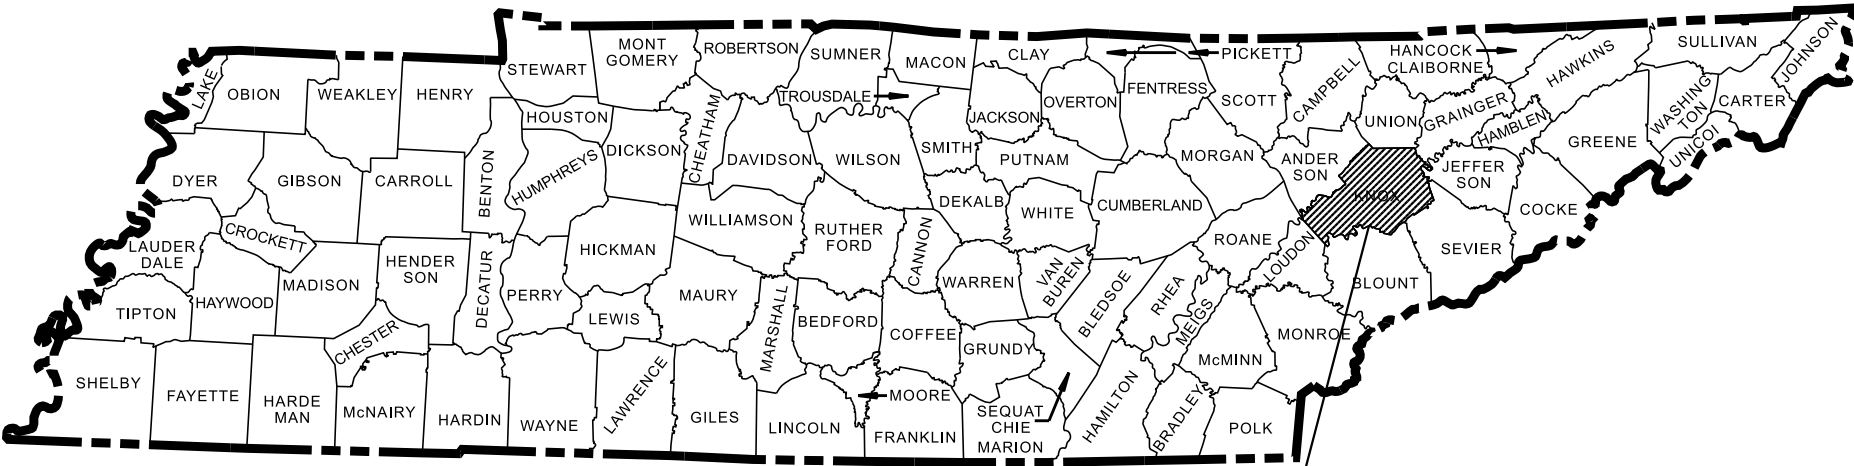 STEWART
MONT
GOMERY
ROBERTSON
SUMNER
MACON
CLAY
PICKETT
HANCOCK
CLAIBORNE
HAWKINS
SULLIVAN
JOHNSON
LAKE
OBION
WEAKLEY
HENRY
HOUSTON
CHEATHAM
TROUSDALE
JACKSON
OVERTON
FENTRESS
SCOTT
CAMPBELL
UNION
GRAINGER
HAMBLEN
WASHING
TON
CARTER
UNICOI
GREENE
DYER
GIBSON
CARROLL
BENTON
HUMPHREYS
DICKSON
DAVIDSON
WILSON
SMITH
PUTNAM
MORGAN
ANDER
SON
KNOX
JEFFER
SON
COCKE
LAUDER
DALE
CROCKETT
MADISON
HENDER
SON
DECATUR
PERRY
HICKMAN
WILLIAMSON
RUTHER
FORD
CANNON
DEKALB
WHITE
CUMBERLAND
ROANE
LOUDON
BLOUNT
SEVIER
TIPTON
HAYWOOD
CHESTER
LEWIS
MAURY
MARSHALL
BEDFORD
COFFEE
WARREN
VAN
BUREN
GRUNDY
BLEDSOE
RHEA
MEIGS
McMINN
MONROE
SHELBY
FAYETTE
HARDE
MAN
McNAIRY
HARDIN
WAYNE
LAWRENCE
GILES
LINCOLN
MOORE
FRANKLIN
SEQUAT
CHIE
MARION
HAMILTON
BRADLEY
POLK